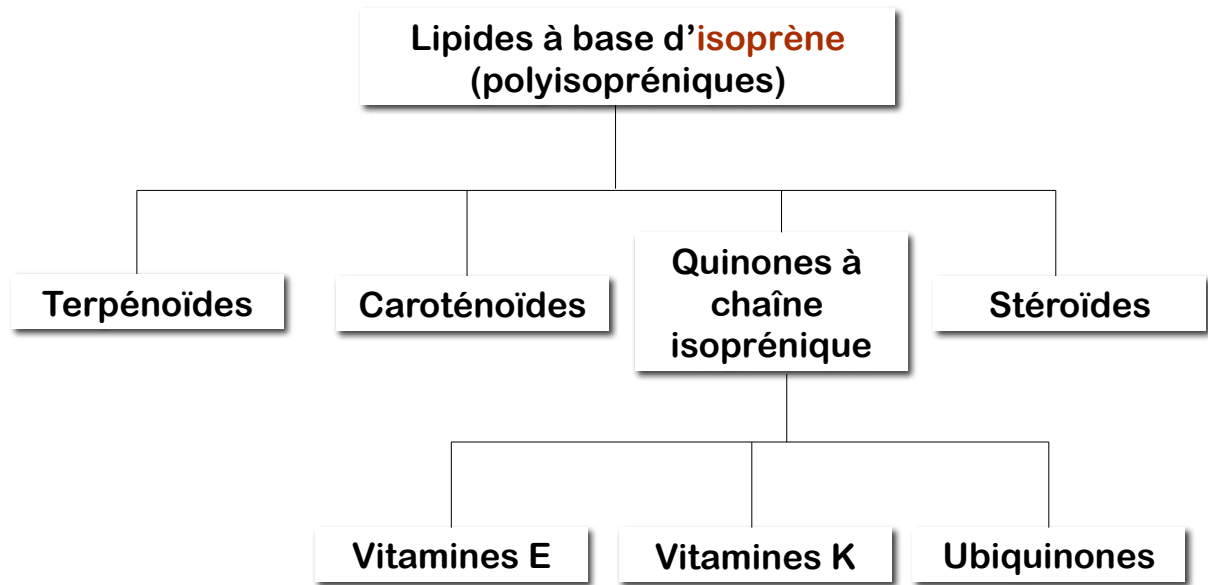 Lipides à base d’isoprène
(polyisopréniques)
Terpénoïdes
Caroténoïdes
Quinones à
chaîne
isoprénique
Stéroïdes
Vitamines E
Vitamines K
Ubiquinones